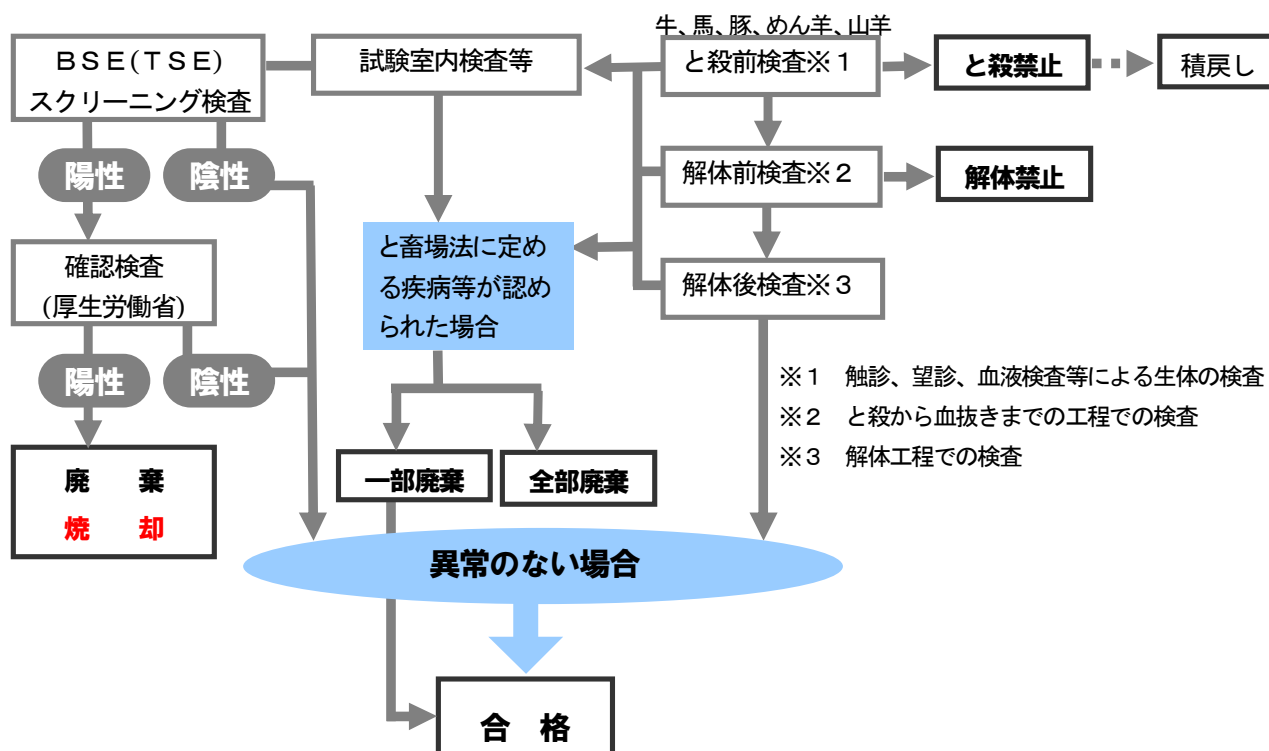 牛、馬、豚、めん羊、山羊
ＢＳＥ(ＴＳＥ)
スクリーニング検査
試験室内検査等
と殺前検査※１
と殺禁止
積戻し
陽性
陰性
解体前検査※２
解体禁止
と畜場法に定め
る疾病等が認め
られた場合
確認検査
(厚生労働省)
解体後検査※３
陽性
陰性
※１　触診、望診、血液検査等による生体の検査
※２　と殺から血抜きまでの工程での検査
※３　解体工程での検査
廃　棄
焼　却
一部廃棄
全部廃棄
異常のない場合
合　格